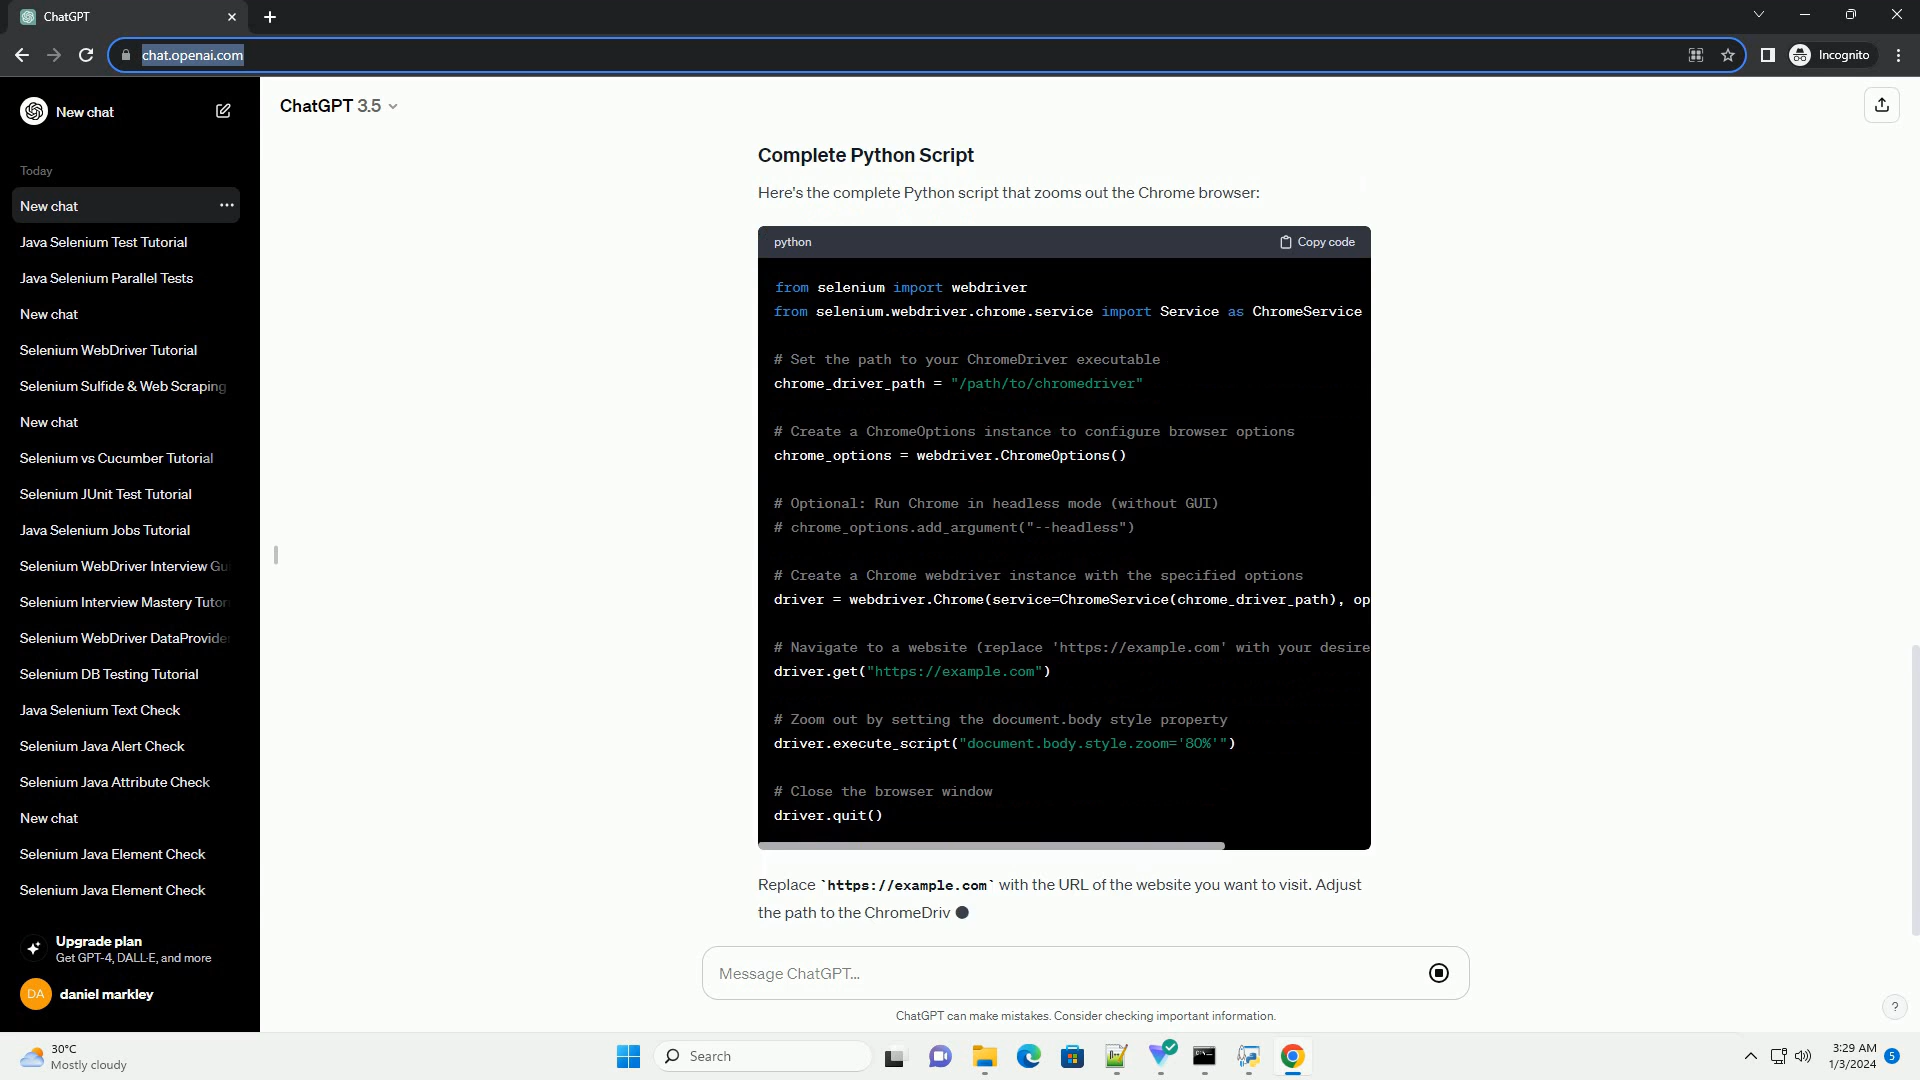 ChatGPT
chat.openai.com
Incognito
New chat
Today
New chat
Java Selenium Test Tutorial
Java Selenium Parallel Tests
New chat
Selenium WebDriver Tutorial
Selenium Sulfide & Web Scraping
New chat
Selenium vs Cucumber Tutorial
Selenium JUnit Test Tutorial
Java Selenium Jobs Tutorial
Selenium WebDriver Interview Gu
Selenium Interview Mastery Tutor
Selenium WebDriver DataProvider
Selenium DB Testing Tutorial
Java Selenium Text Check
Selenium Java Alert Check
Selenium Java Attribute Check
New chat
Selenium Java Element Check
Selenium Java Element Check
Upgrade plan
Get GPT-4, DALL·E, and more
DA
daniel markley
ChatGPT 3.5
Complete Python Script
Here's the complete Python script that zooms out the Chrome browser:
python
Copy code
from selenium import webdriver
from selenium.webdriver.chrome.service import Service as ChromeService
# Set the path to your ChromeDriver executable
chrome_driver_path = "/path/to/chromedriver"
# Create a ChromeOptions instance to configure browser options
chrome_options = webdriver.ChromeOptions()
# Optional: Run Chrome in headless mode (without GUI)
# chrome_options.add_argument("--headless")
# Create a Chrome webdriver instance with the specified options
driver = webdriver.Chrome(service=ChromeService(chrome_driver_path), op
# Navigate to a website (replace 'https://example.com' with your desire
driver.get("https://example.com")
# Zoom out by setting the document.body style property
driver.execute_script("document.body.style.zoom='80%'")
# Close the browser window
driver.quit()
Replace `https://example.com` with the URL of the website you want to visit. Adjust
the path to the ChromeDriv
Message ChatGPT...
ChatGPT can make mistakes. Consider checking important information.
?
30°C
Mostly cloudy
Search
3:29 AM
1/3/2024
5